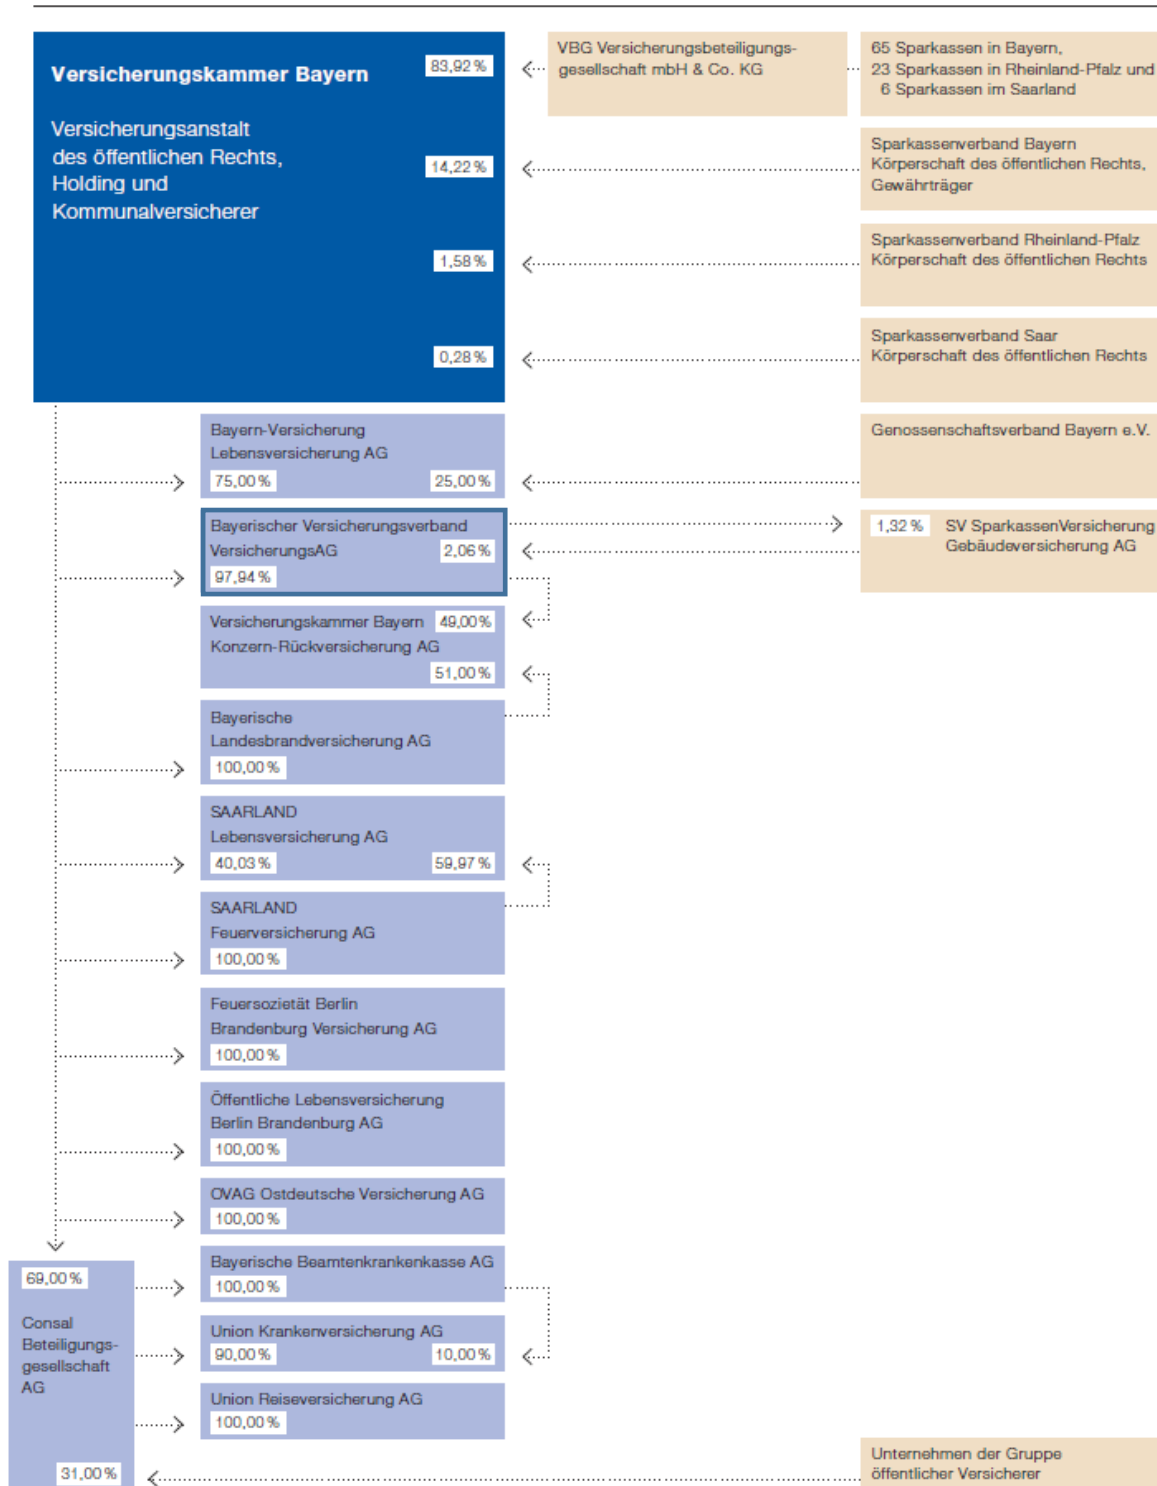 Versicherungskammer Bayern
83,92 %
Versicherungsanstalt
des öffentlichen Rechts,
Holding und
Kommunalversicherer
14,22 %
1,58 %
0,28 %
VBG Versicherungsbeteiligungs-
gesellschaft mbH & Co. KG
65 Sparkassen in Bayern,
23 Sparkassen in Rheinland-Pfalz und
6 Sparkassen im Saarland
Sparkassenverband Bayern
Körperschaft des öffentlichen Rechts,
Gewährträger
Sparkassenverband Rheinland-Pfalz
Körperschaft des öffentlichen Rechts
Sparkassenverband Saar
Körperschaft des öffentlichen Rechts
Bayern-Versicherung
Lebensversicherung AG
75,00 % 25,00 %
Genossenschaftsverband Bayern e.V.
Bayerischer Versicherungsverband
VersicherungsAG 2,06 %
97,94 %
1,32 % SV SparkassenVersicherung
Gebäudeversicherung AG
Versicherungskammer Bayern 49,00 %
Konzern-Rückversicherung AG
51,00 %
Bayerische
Landesbrandversicherung AG
100,00 %
SAARLAND
Lebensversicherung AG
40,03 % 59,97 %
SAARLAND
Feuerversicherung AG
100,00 %
Feuersozietät Berlin
Brandenburg Versicherung AG
100,00 %
Öffentliche Lebensversicherung
Berlin Brandenburg AG
100,00 %
OVAG Ostdeutsche Versicherung AG
100,00 %
69,00 %
Consal
Beteiligungs-
gesellschaft
AG
31,00 %
Bayerische Beamtenkrankenkasse AG
100,00 %
Union Krankenversicherung AG
90,00 % 10,00 %
Union Reiseversicherung AG
100,00 %
Unternehmen der Gruppe
öffentlicher Versicherer